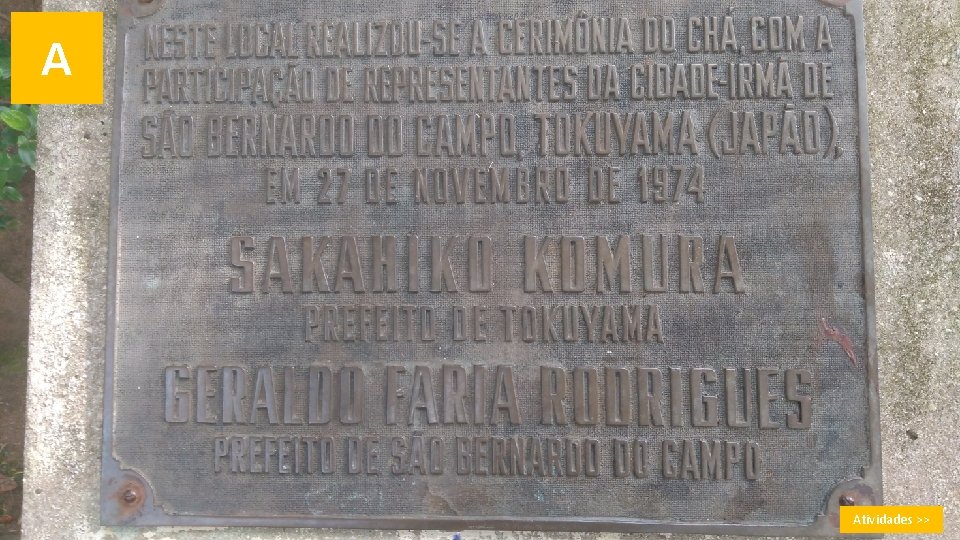 A
NESTE LOCAL REALIZOU-SE A CERIMÔNIA DO CHÁ, COM A
PARTICIPAÇÃO DE REPRESENTANTES DA CIDADE-IRMÃ DE
SÃO BERNARDO DO CAMPO, TOKUYAMA (JAPÃO),
EM 27 DE NOVEMBRO DE 1974
SAKAHIKO KOMURA
PREFEITO DE TOKUYAMA
GERALDO FARIA RODRIGUES
PREFEITO DE SÃO BERNARDO DO CAMPO
Atividades >>